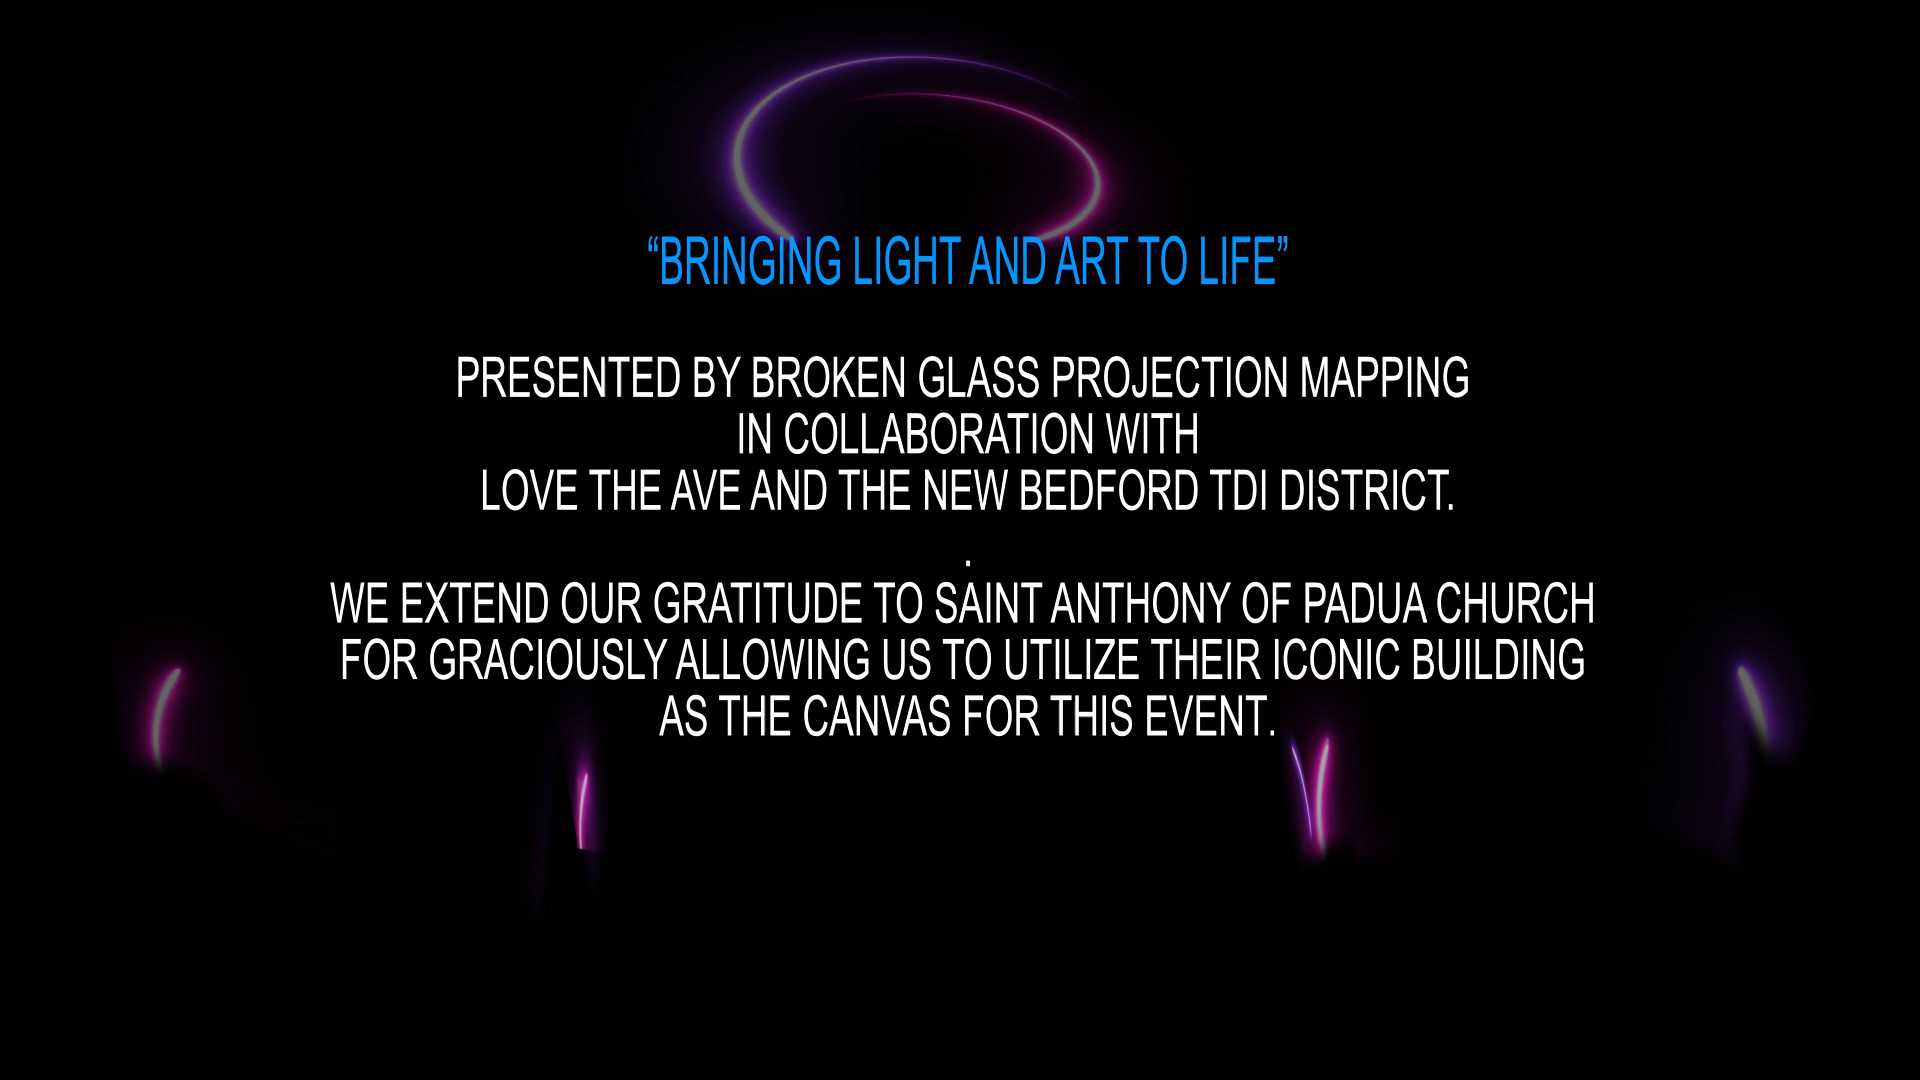 “BRINGING LIGHT AND ART TO LIFE”
PRESENTED BY BROKEN GLASS PROJECTION MAPPING
IN COLLABORATION WITH
LOVE THE AVE AND THE NEW BEDFORD TDI DISTRICT.
.
WE EXTEND OUR GRATITUDE TO SAINT ANTHONY OF PADUA CHURCH
FOR GRACIOUSLY ALLOWING US TO UTILIZE THEIR ICONIC BUILDING
AS THE CANVAS FOR THIS EVENT.